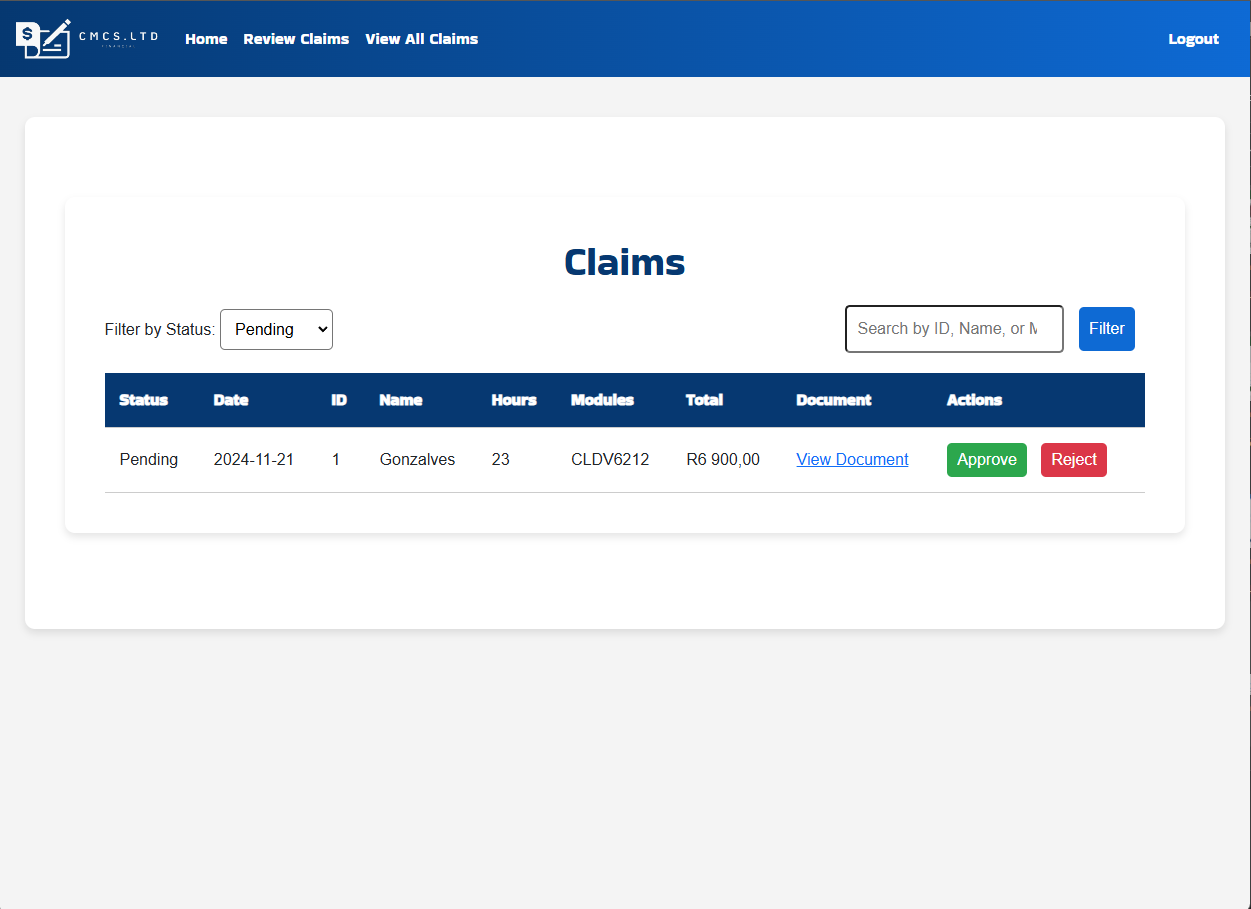 $ CMCS.LTD Home Review Claims View All Claims Logout
FINANCIAL
Claims
Filter by Status: Pending Search by ID, Name, or M Filter
Status Date ID Name Hours Modules Total Document Actions
Pending 2024-11-21 1 Gonzalves 23 CLDV6212 R6 900,00 View Document Approve Reject